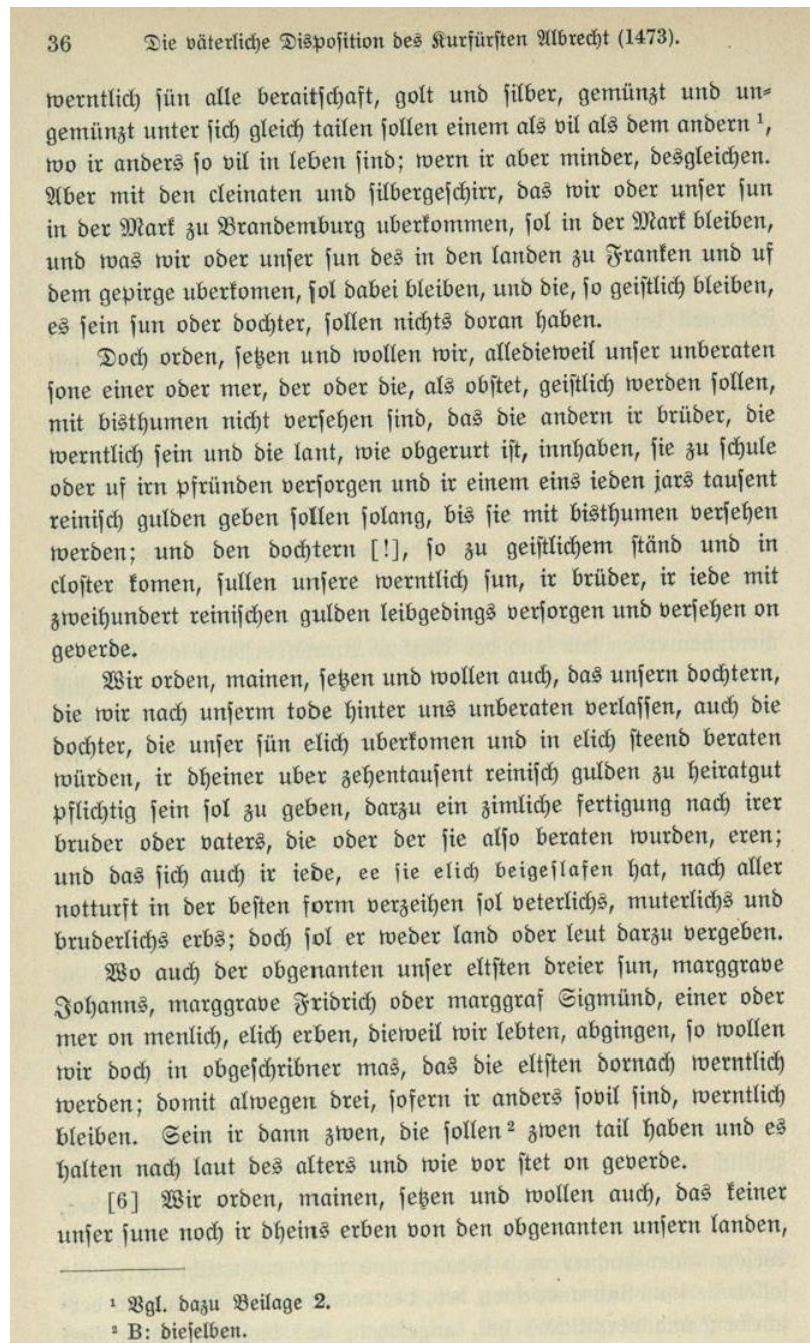 36 Die väterliche Disposition des Kurfürsten Albrecht (1473).
werntlich sün alle beraitschaft, golt und silber, gemünzt und un-
gemünzt unter sich gleich tailen sollen einem als vil als dem andern ¹,
wo ir anders so vil in leben sind; wern ir aber minder, desgleichen.
Aber mit den cleinaten und silbergeschirr, das wir oder unser sun
in der Mark zu Brandemburg uberkommen, sol in der Mark bleiben,
und was wir oder unser sun des in den landen zu Franken und uf
dem gepirge uberkomen, sol dabei bleiben, und die, so geistlich bleiben,
es sein sun oder dochter, sollen nichts doran haben.
Doch orden, setzen und wollen wir, alledieweil unser unberaten
sone einer oder mer, der oder die, als obstet, geistlich werden sollen,
mit bisthumen nicht versehen sind, das die andern ir brüder, die
werntlich sein und die lant, wie obgerurt ist, innhaben, sie zu schule
oder uf irn pfründen versorgen und ir einem eins ieden jars tausent
reinisch gulden geben sollen solang, bis sie mit bisthumen versehen
werden; und den dochtern [!], so zu geistlichem ständ und in
closter komen, sullen unsere werntlich sun, ir brüder, ir iede mit
zweihundert reinischen gulden leibgedings versorgen und versehen on
geverde.
Wir orden, mainen, setzen und wollen auch, das unsern dochtern,
die wir nach unserm tode hinter uns unberaten verlassen, auch die
dochter, die unser sün elich uberkomen und in elich steend beraten
würden, ir dheiner uber zehentausent reinisch gulden zu heiratgut
pflichtig sein sol zu geben, darzu ein zimliche fertigung nach irer
bruder oder vaters, die oder der sie also beraten wurden, eren;
und das sich auch ir iede, ee sie elich beigeslafen hat, nach aller
notturft in der besten form verzeihen sol veterlichs, muterlichs und
bruderlichs erbs; doch sol er weder land oder leut darzu vergeben.
Wo auch der obgenanten unser eltsten dreier sun, marggrave
Johanns, marggrave Fridrich oder marggraf Sigmünd, einer oder
mer on menlich, elich erben, dieweil wir lebten, abgingen, so wollen
wir doch in obgeschribner mas, das die eltsten dornach werntlich
werden; domit alwegen drei, sofern ir anders sovil sind, werntlich
bleiben. Sein ir dann zwen, die sollen ² zwen tail haben und es
halten nach laut des alters und wie vor stet on geverde.
[6] Wir orden, mainen, setzen und wollen auch, das keiner
unser sune noch ir dheins erben von den obgenanten unsern landen,
¹ Vgl. dazu Beilage 2.
² B: dieselben.